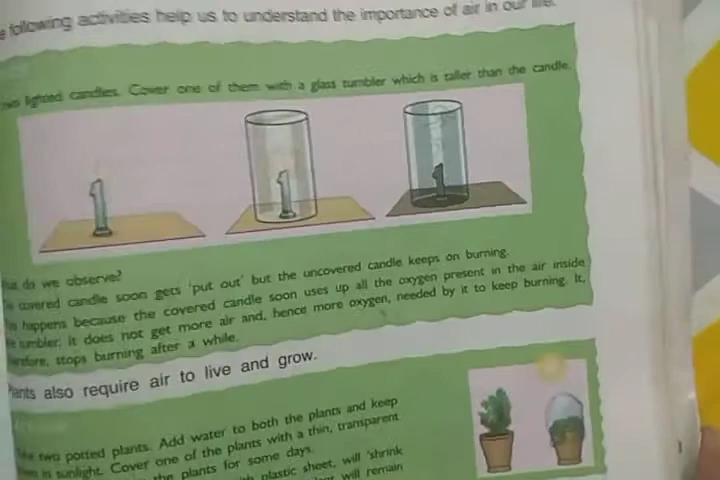 following activities help us to understand the importance of air in our life.
lighted candles. Cover one of them with a glass tumbler which is taller than the candle.
do we observe?
covered candle soon gets 'put out' but the uncovered candle keeps on burning.
happens because the covered candle soon uses up all the oxygen present in the air inside
tumbler; it does not get more air and, hence more oxygen, needed by it to keep burning. It,
stops burning after a while.
Plants also require air to live and grow.
two potted plants. Add water to both the plants and keep
in sunlight. Cover one of the plants with a thin, transparent
the plants for some days.
plastic sheet, will 'shrink
will remain